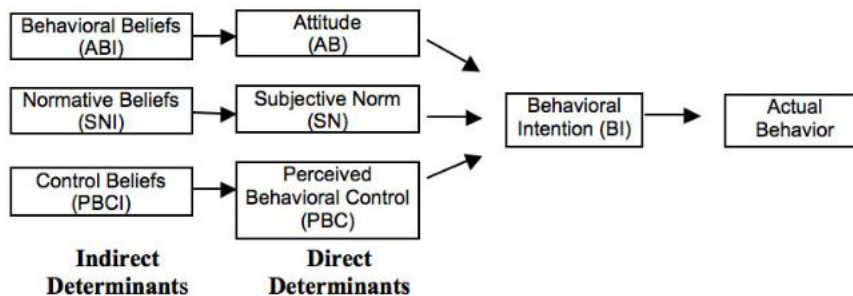 Behavioral Beliefs
(ABI)
Attitude
(AB)
Normative Beliefs
(SNI)
Subjective Norm
(SN)
Behavioral
Intention (BI)
Actual
Behavior
Control Beliefs
(PBCI)
Perceived
Behavioral Control
(PBC)
Indirect
Determinants
Direct
Determinants